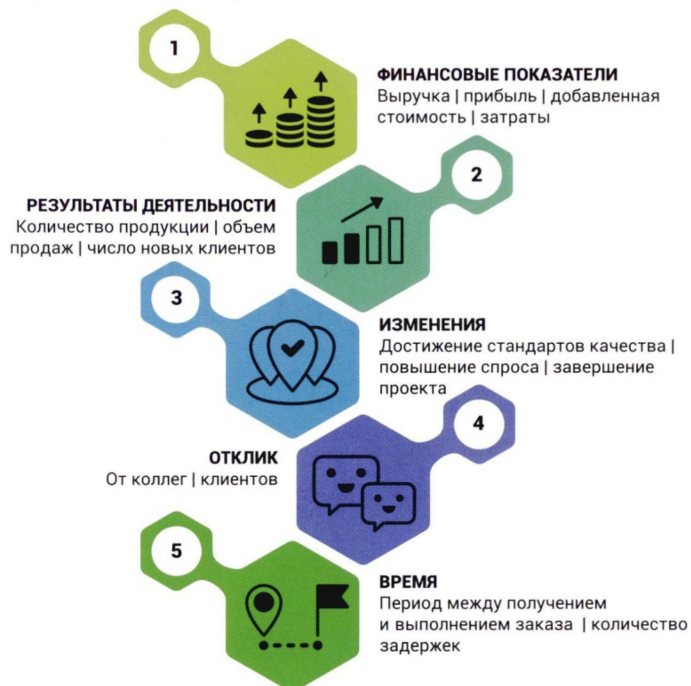 1
ФИНАНСОВЫЕ ПОКАЗАТЕЛИ
Выручка | прибыль | добавленная
стоимость | затраты
2
РЕЗУЛЬТАТЫ ДЕЯТЕЛЬНОСТИ
Количество продукции | объем
продаж | число новых клиентов
3
ИЗМЕНЕНИЯ
Достижение стандартов качества |
повышение спроса | завершение
проекта
4
ОТКЛИК
От коллег | клиентов
5
ВРЕМЯ
Период между получением
и выполнением заказа | количество
задержек